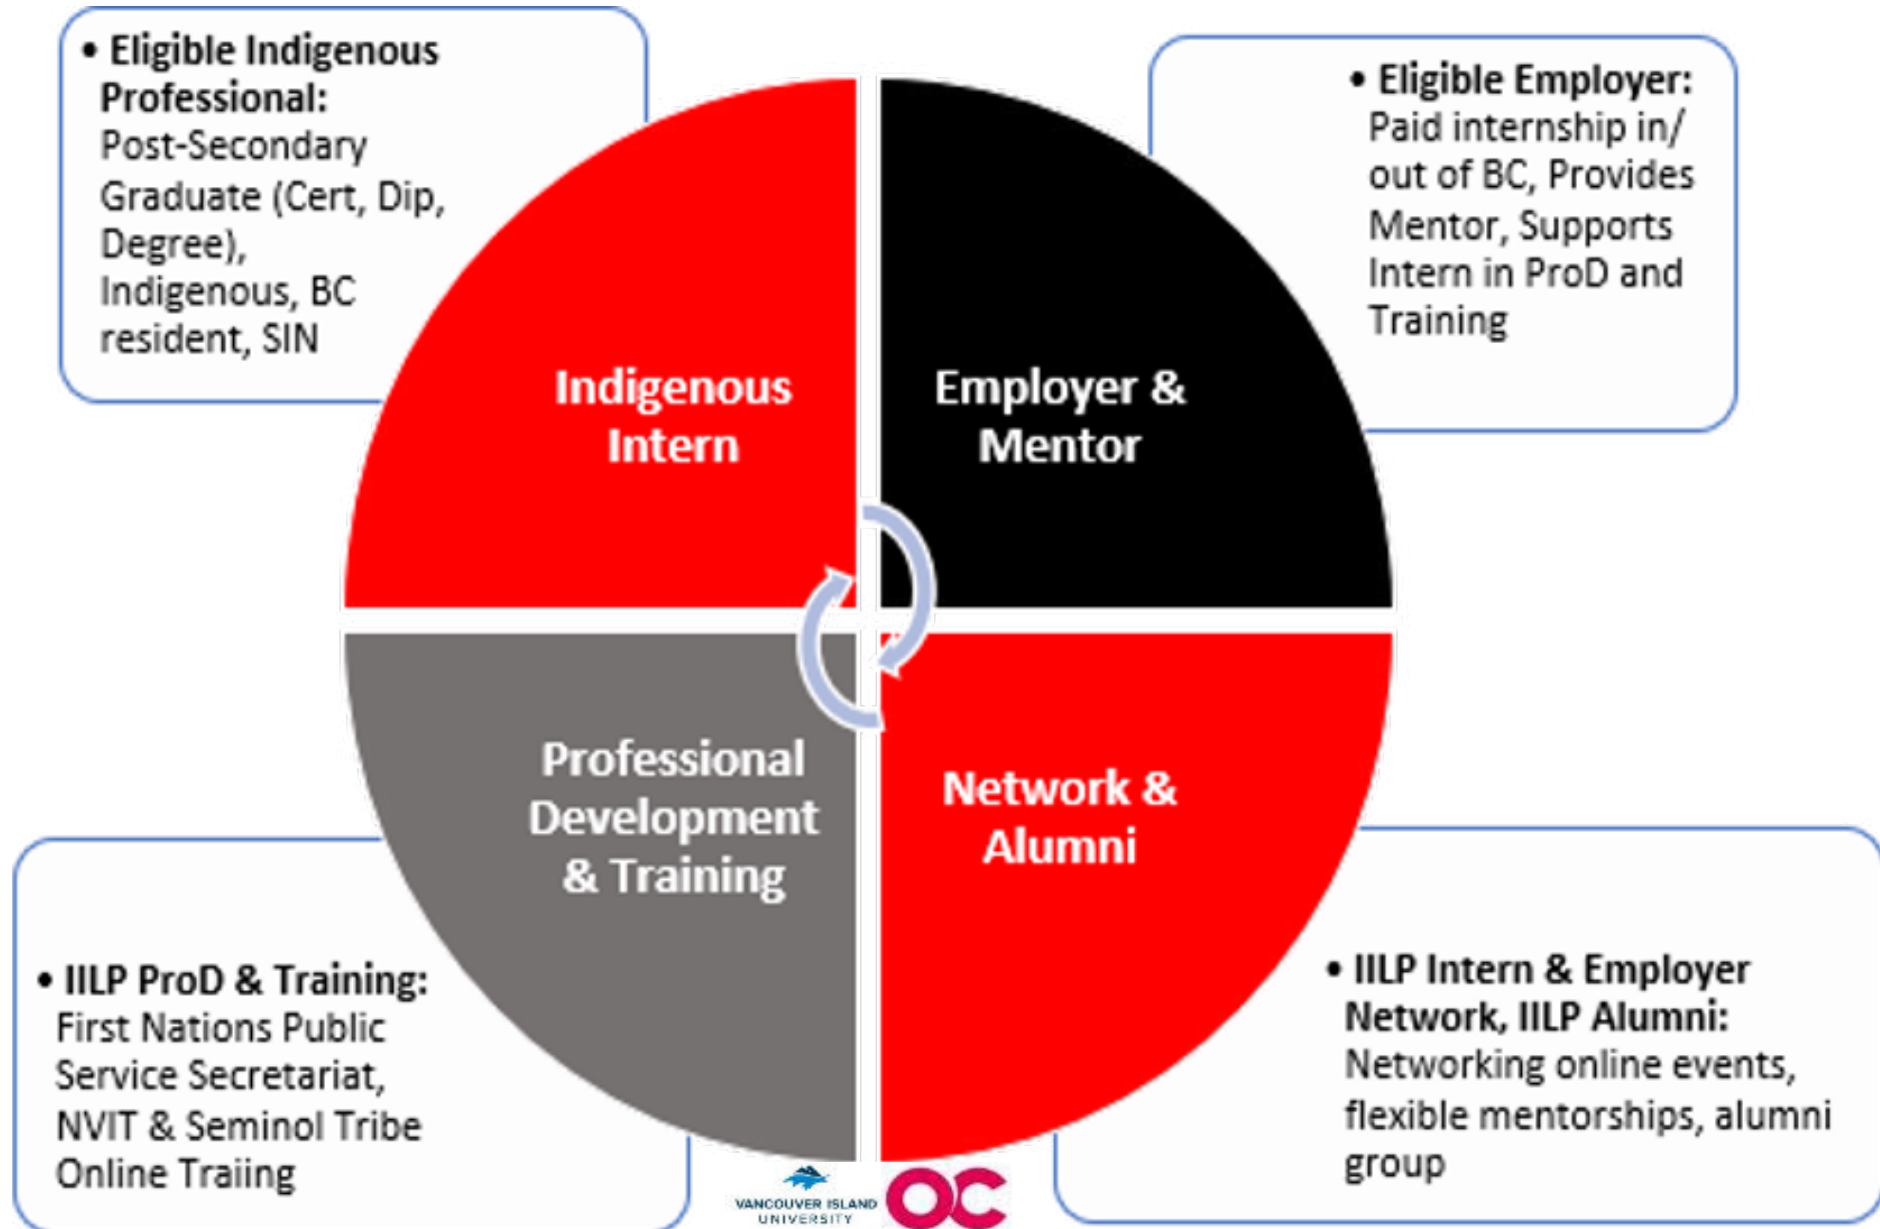 • Eligible Indigenous
Professional:
Post-Secondary
Graduate (Cert, Dip,
Degree),
Indigenous, BC
resident, SIN
• Eligible Employer:
Paid internship in/
out of BC, Provides
Mentor, Supports
Intern in ProD and
Training
Indigenous
Intern
Employer &
Mentor
Professional
Development
& Training
Network &
Alumni
• IILP ProD & Training:
First Nations Public
Service Secretariat,
NVIT & Seminol Tribe
Online Traiing
• IILP Intern & Employer
Network, IILP Alumni:
Networking online events,
flexible mentorships, alumni
group
VANCOUVER ISLAND
UNIVERSITY
OC